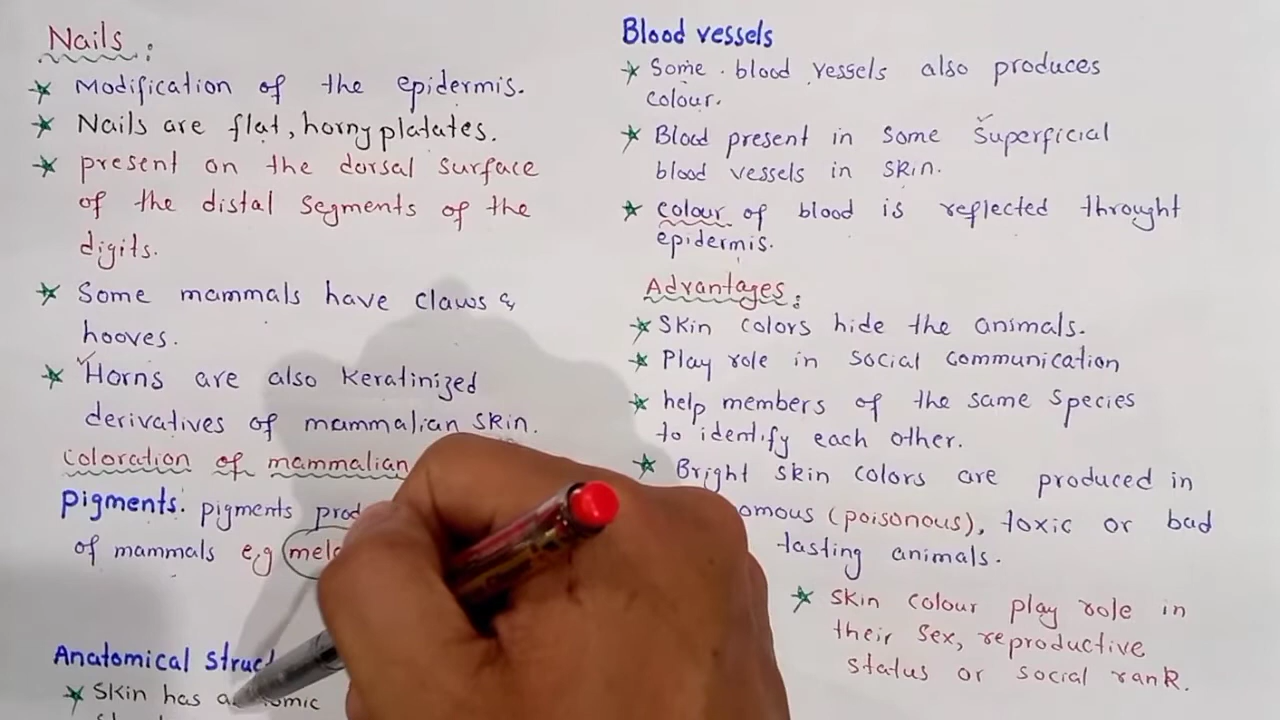 Nails :
Modification of the epidermis.
Nails are flat, horny platates.
present on the dorsal surface
of the distal segments of the
digits.
Some mammals have claws &
hooves.
Horns are also Keratinized
derivatives of mammalian skin.
Coloration of mammalian
Pigments: pigments
of mammals e.g
Anatomical
Skin has
Blood vessels
Some blood vessels also produces
colour.
Blood present in some superficial
blood vessels in skin.
colour of blood is reflected throught
epidermis.
Advantages :
Skin colors hide the animals.
Play role in social communication
help members of the same species
to identify each other.
Bright skin colors are produced in
(poisonous), toxic or bad
tasting animals.
Skin colour play role in
their sex, reproductive
status or social rank.